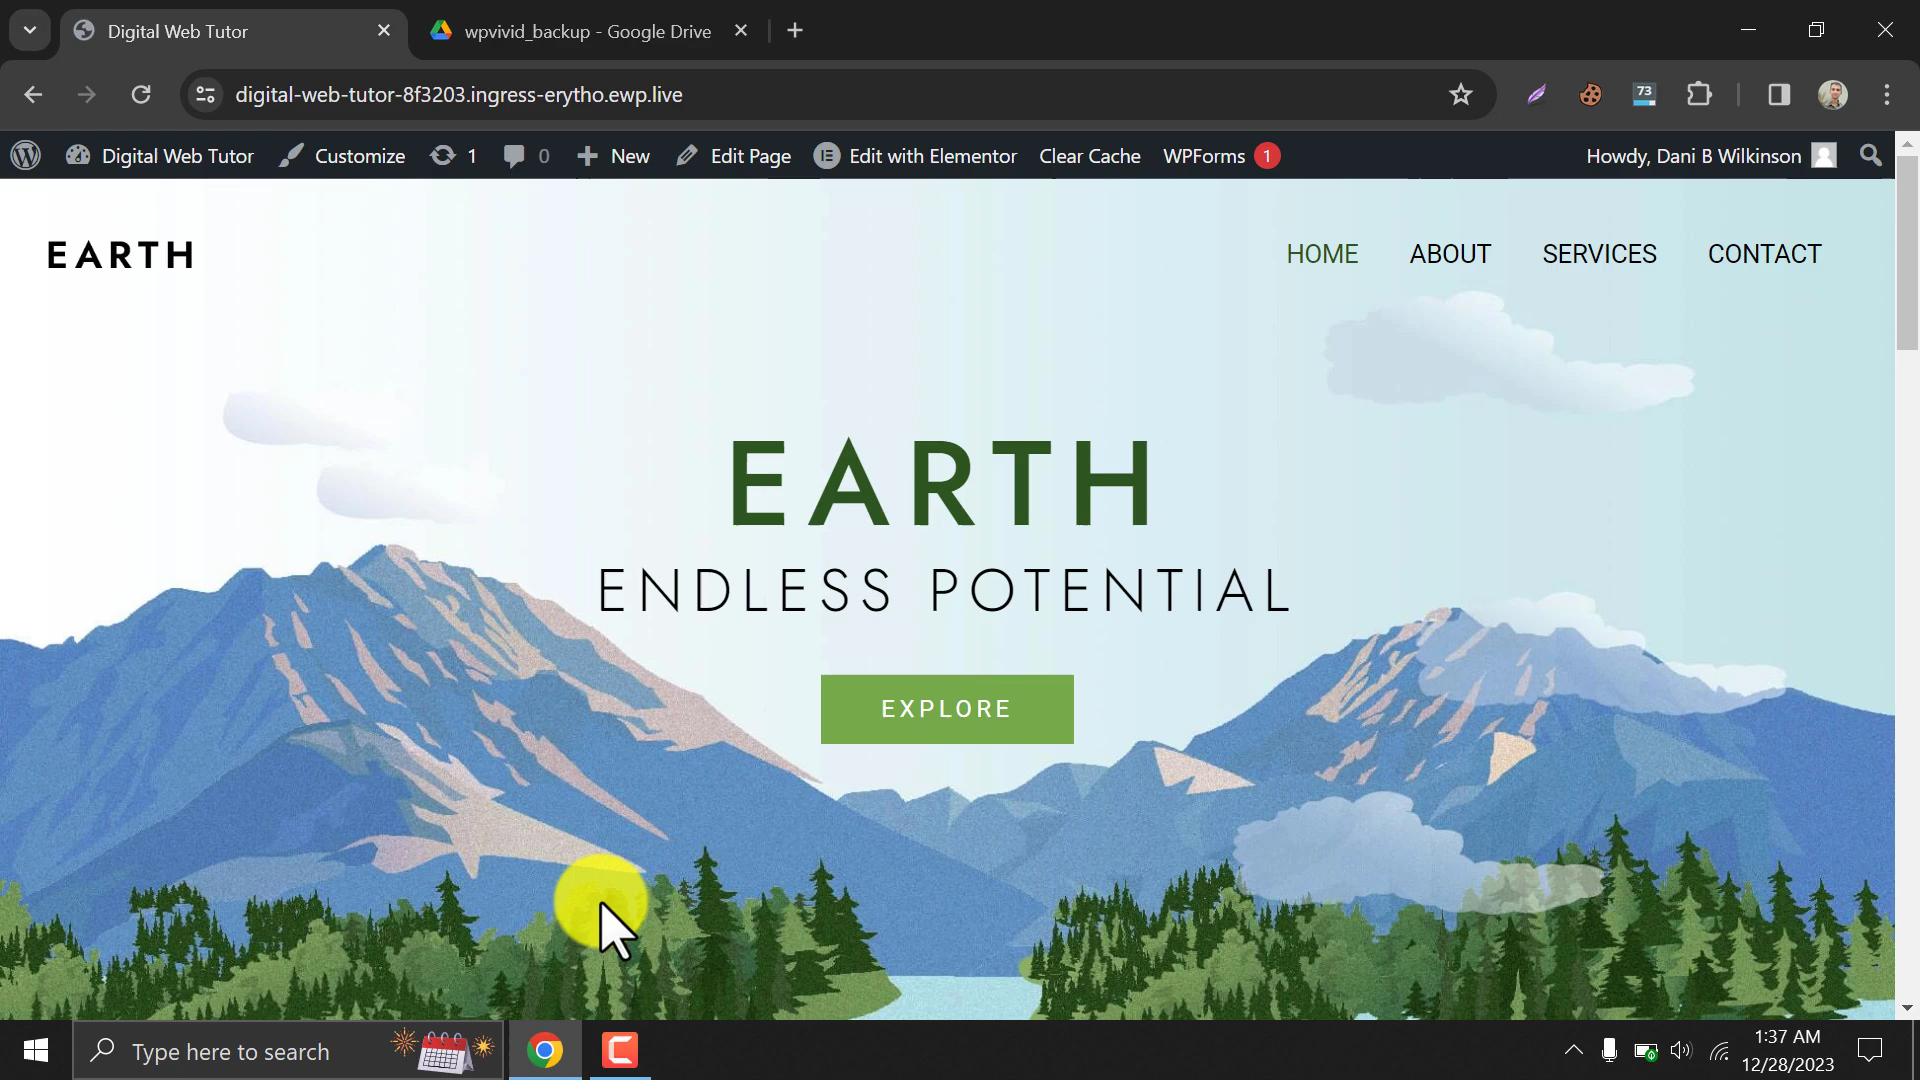 Digital Web Tutor
wpvivid_backup - Google Drive
digital-web-tutor-8f3203.ingress-erytho.ewp.live
73
Digital Web Tutor
Customize
1
0
New
Edit Page
Edit with Elementor
Clear Cache
WPForms 1
Howdy, Dani B Wilkinson
EARTH
HOME
ABOUT
SERVICES
CONTACT
EARTH
ENDLESS POTENTIAL
EXPLORE
Type here to search
1:37 AM
12/28/2023